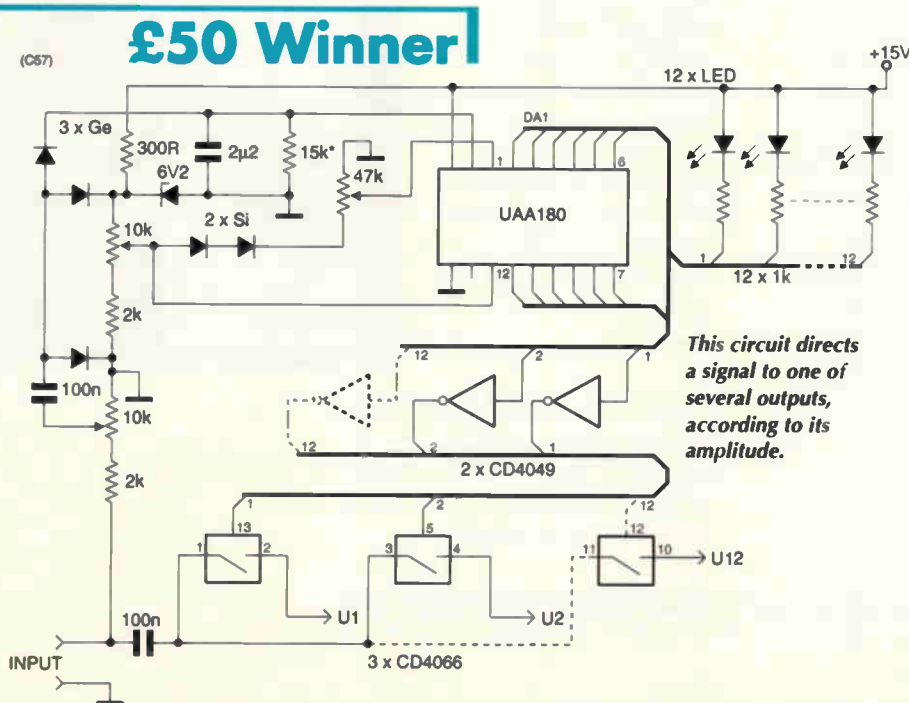 £50 Winner
(C57)
+15V
12 x LED
3 x Ge
300R
2µ2
15k*
47k
DA1
1
6
6V2
UAA180
10k
2 x Si
12
7
1
12
12 x 1k
2k
100n
10k
12
2
1
This circuit directs
a signal to one of
several outputs,
according to its
amplitude.
12
2
1
2 x CD4049
2k
1
2
12
13
5
12
1
2
3
4
11
10
U12
U1
U2
100n
3 x CD4066
INPUT